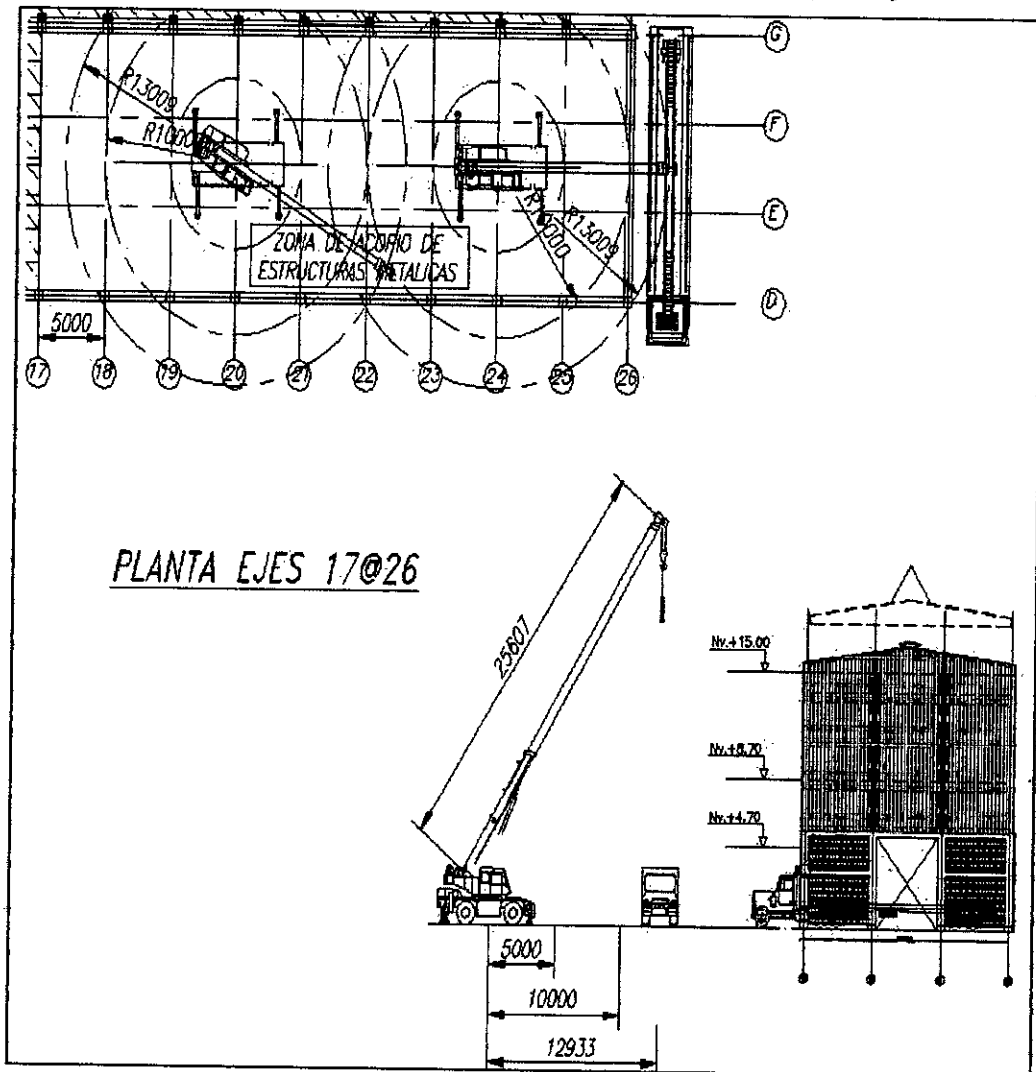 G
R13009
F
R1000
E
R10000
R13009
ZONA DE ACOPIO DE
ESTRUCTURAS METALICAS
D
5000
17
18
19
20
21
22
23
24
25
26
PLANTA EJES 17@26
25607
Nv.+15.00
Nv.+8.70
Nv.+4.70
5000
10000
12933